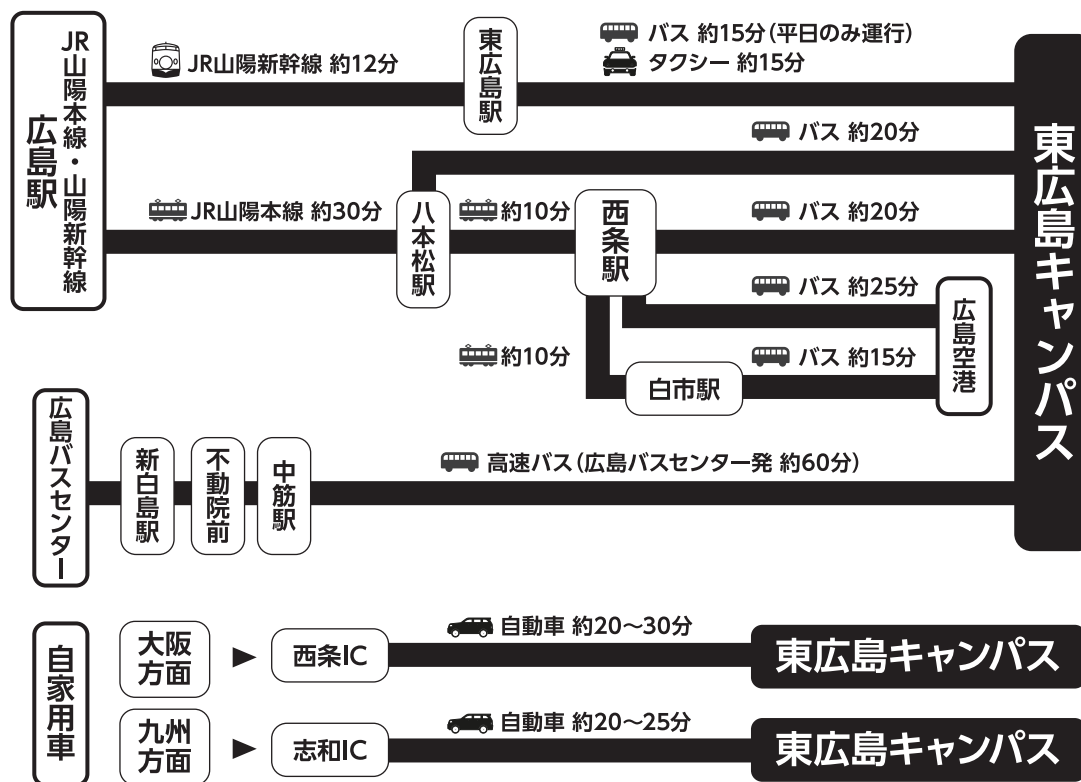 JR山陽本線・山陽新幹線
広島駅
JR山陽新幹線 約12分
東広島駅
バス 約15分(平日のみ運行)
タクシー 約15分
バス 約20分
JR山陽本線 約30分
八本松駅
約10分
西条駅
バス 約20分
バス 約25分
約10分
白市駅
バス 約15分
広島空港
東広島キャンパス
広島バスセンター
新白島駅
不動院前
中筋駅
高速バス(広島バスセンター発 約60分)
自家用車
大阪
方面
西条IC
自動車 約20～30分
東広島キャンパス
九州
方面
志和IC
自動車 約20～25分
東広島キャンパス